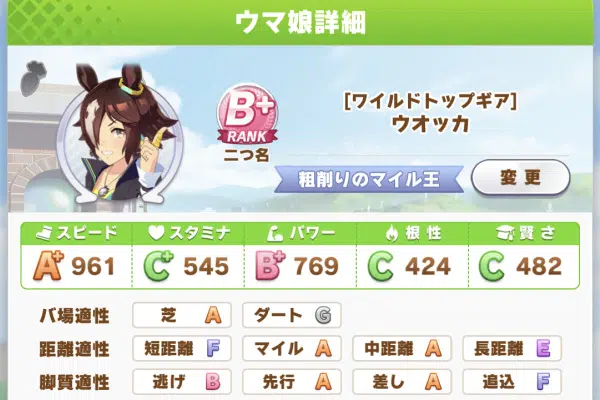 ウマ娘詳細
B+
RANK
二つ名
[ワイルドトップギア]
ウオッカ
粗削りのマイル王
変更
スピード スタミナ パワー 根性 賢さ
A+ 961 C+ 545 B+ 769 C 424 C 482
バ場適性 芝 A ダート G
距離適性 短距離 F マイル A 中距離 A 長距離 E
脚質適性 逃げ B 先行 A 差し A 追込 F